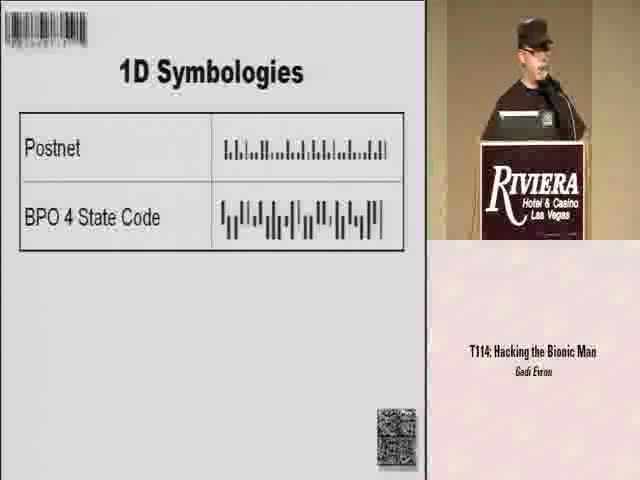 1D Symbologies
Postnet
BPO 4 State Code
RIVIERA
Hotel & Casino
Las Vegas
T114: Hacking the Bionic Man
Gadi Evron